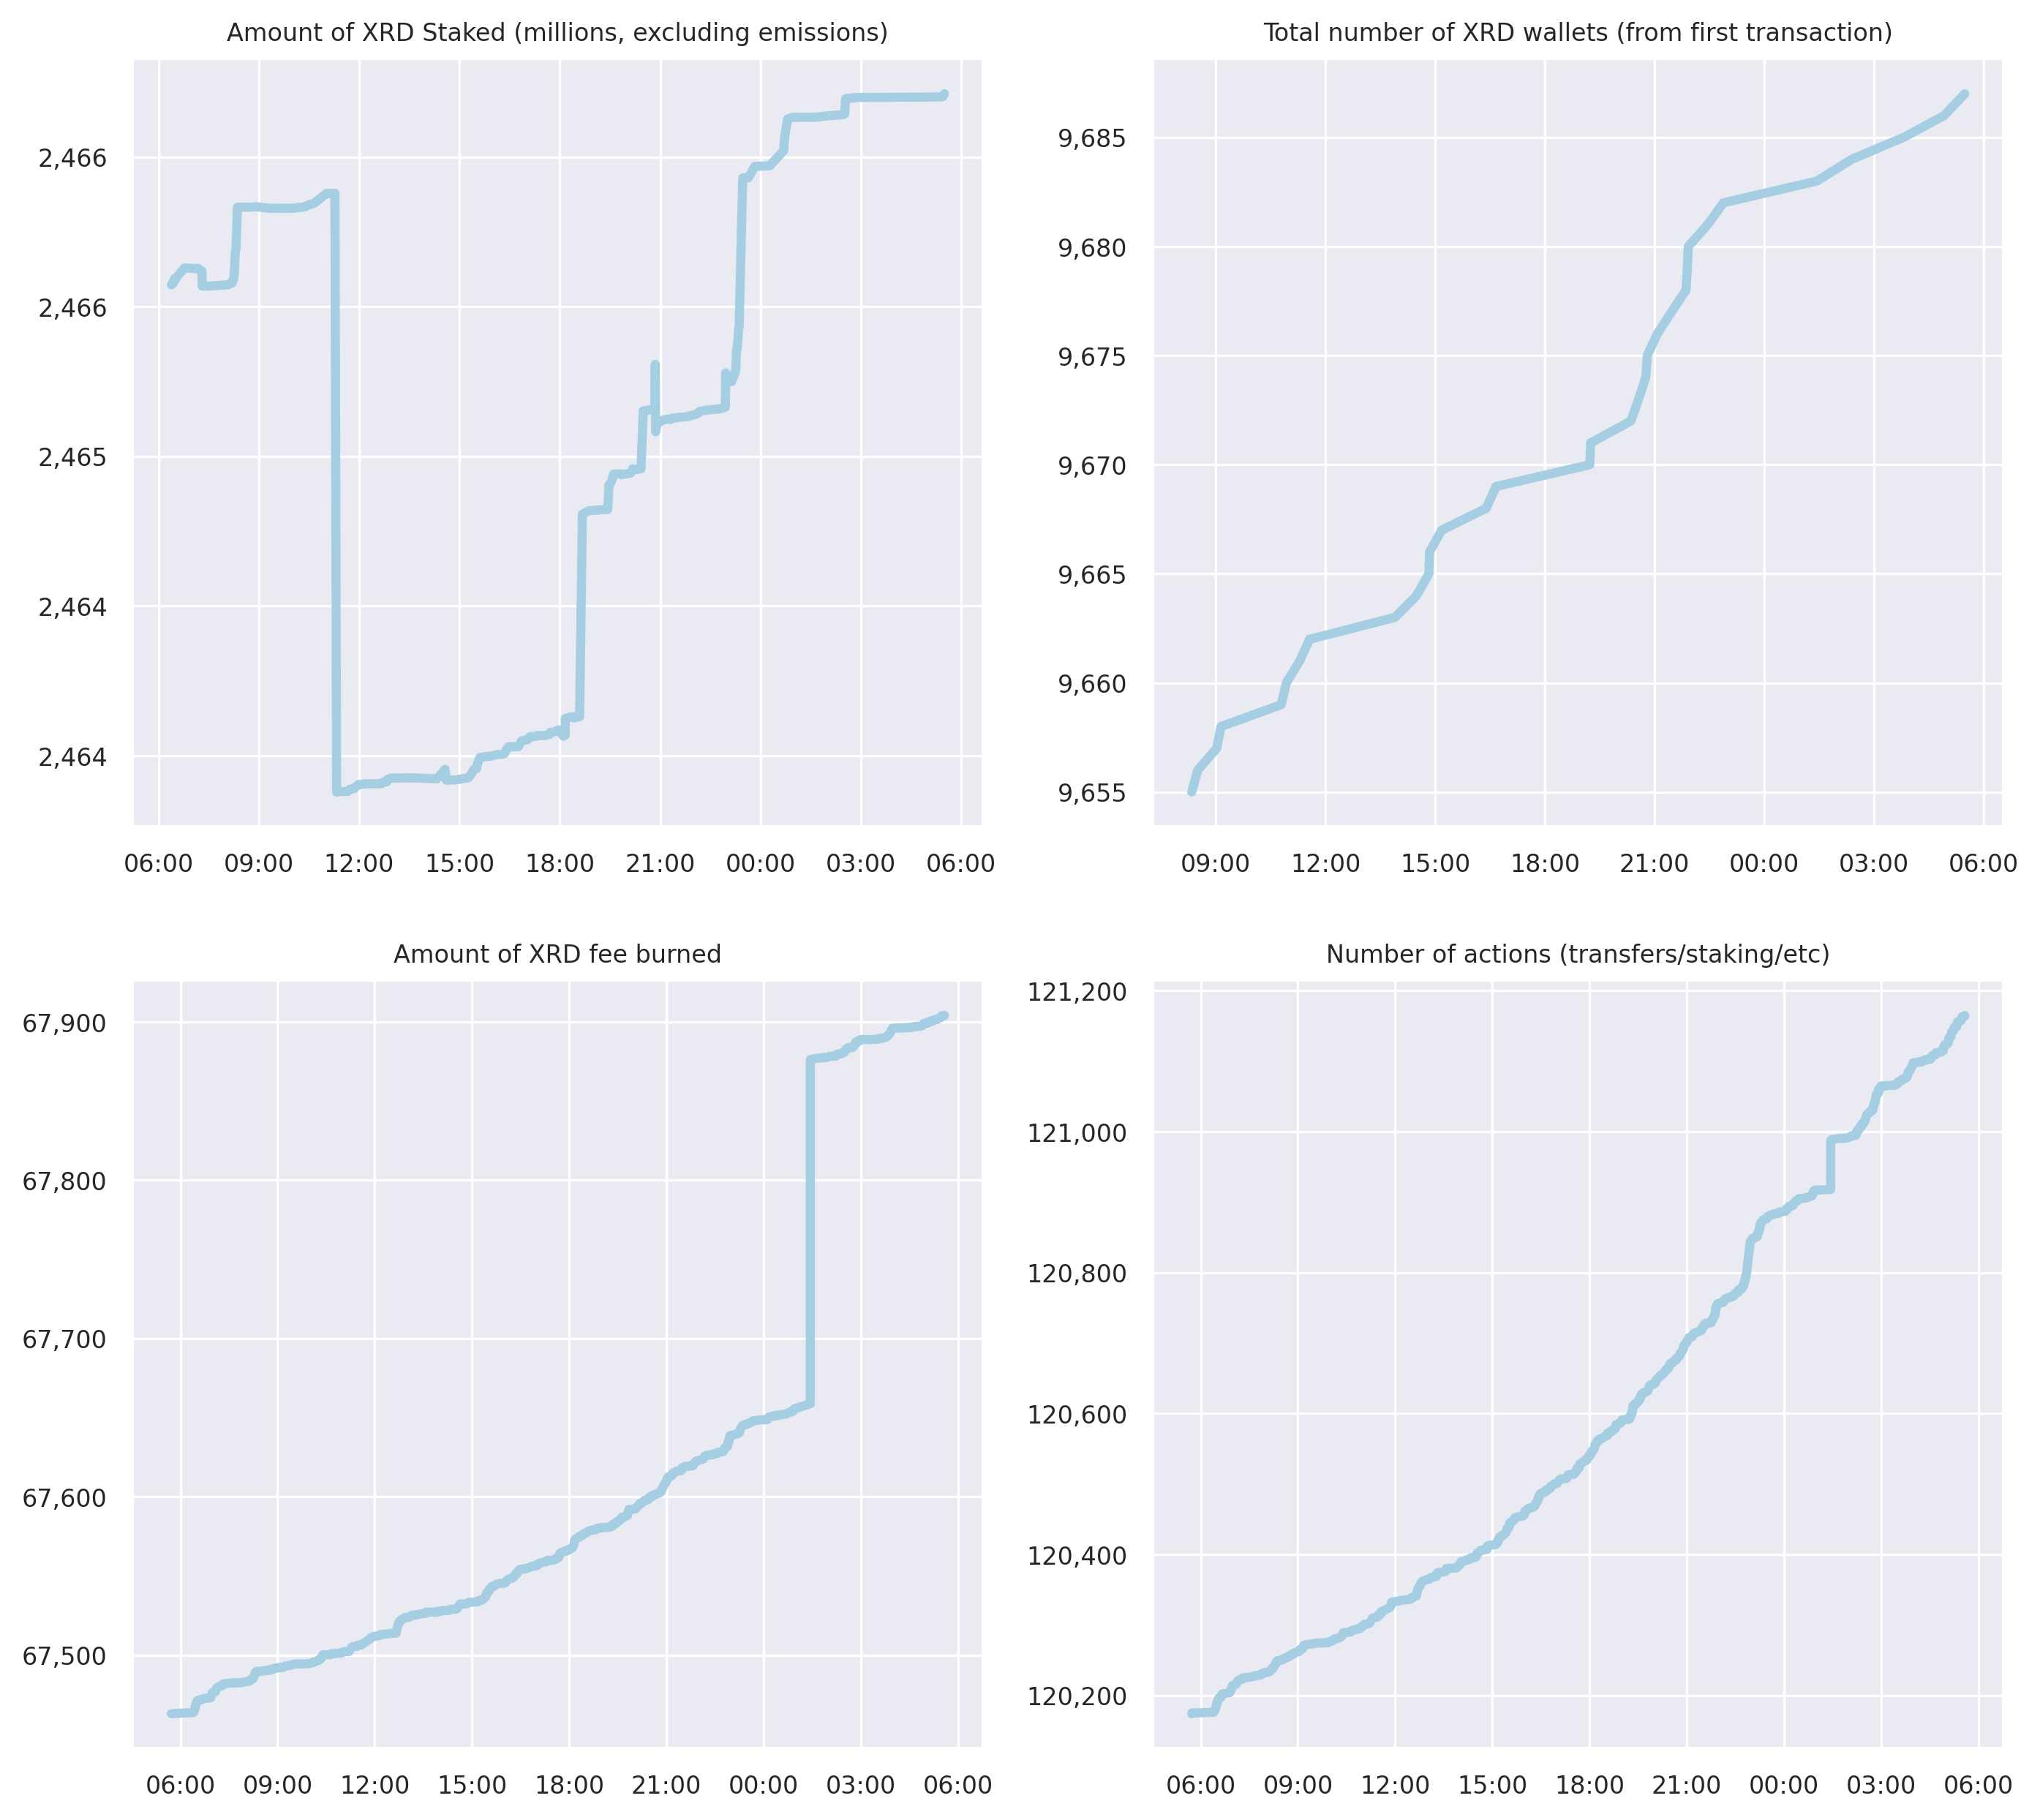 Amount of XRD Staked (millions, excluding emissions)
2,466
2,466
2,465
2,464
2,464
06:00 09:00 12:00 15:00 18:00 21:00 00:00 03:00 06:00
Total number of XRD wallets (from first transaction)
9,685
9,680
9,675
9,670
9,665
9,660
9,655
09:00 12:00 15:00 18:00 21:00 00:00 03:00 06:00
Amount of XRD fee burned
67,900
67,800
67,700
67,600
67,500
06:00 09:00 12:00 15:00 18:00 21:00 00:00 03:00 06:00
Number of actions (transfers/staking/etc)
121,200
121,000
120,800
120,600
120,400
120,200
06:00 09:00 12:00 15:00 18:00 21:00 00:00 03:00 06:00